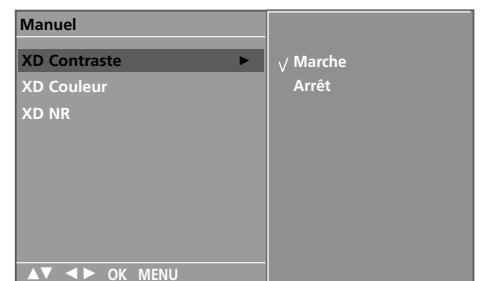 Manuel
XD Contraste ►
XD Couleur
XD NR
√ Marche
Arrêt
▲▼ ◄► OK MENU